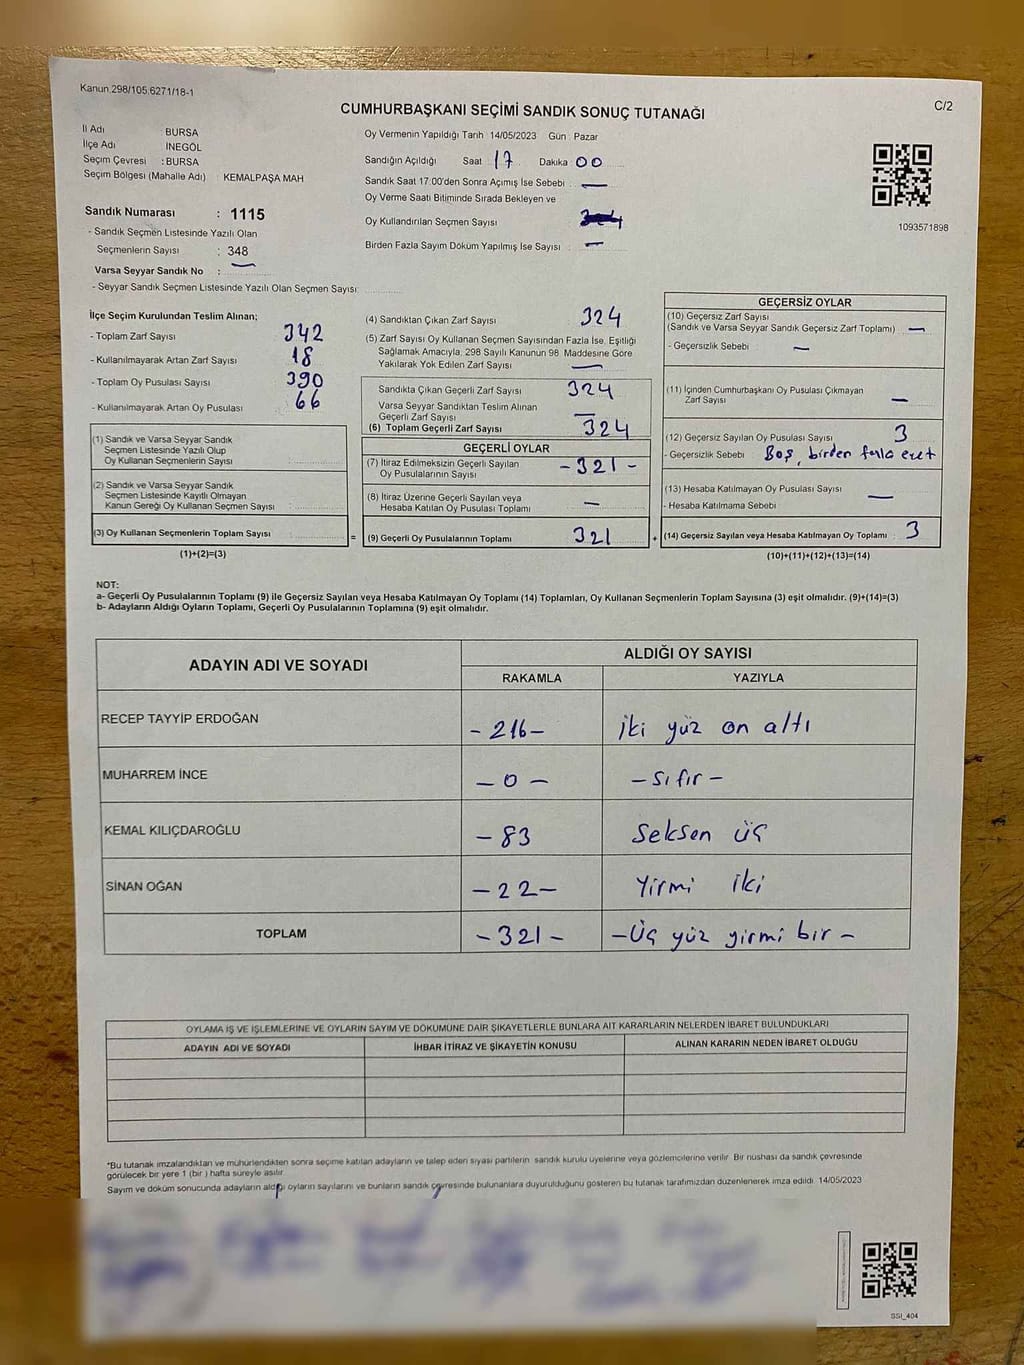 Kanun.298/105;6271/18-1
C/2
CUMHURBAŞKANI SEÇİMİ SANDIK SONUÇ TUTANAĞI
İl Adı : BURSA
İlçe Adı : İNEGÖL
Seçim Çevresi : BURSA
Seçim Bölgesi (Mahalle Adı) : KEMALPAŞA MAH
Sandık Numarası : 1115
- Sandık Seçmen Listesinde Yazılı Olan
Seçmenlerin Sayısı : 348
Varsa Seyyar Sandık No : —
- Seyyar Sandık Seçmen Listesinde Yazılı Olan Seçmen Sayısı:
Oy Vermenin Yapıldığı Tarih : 14/05/2023 Gün : Pazar
Sandığın Açıldığı Saat 17 Dakika : 00
Sandık Saat 17:00'den Sonra Açımış İse Sebebi : —
Oy Verme Saati Bitiminde Sırada Bekleyen ve
Oy Kullandırılan Seçmen Sayısı
Birden Fazla Sayım Döküm Yapılmış İse Sayısı : —
1093571898
İlçe Seçim Kurulundan Teslim Alınan;
- Toplam Zarf Sayısı : 342
- Kullanılmayarak Artan Zarf Sayısı : 18
- Toplam Oy Pusulası Sayısı : 390
- Kullanılmayarak Artan Oy Pusulası : 66
(1) Sandık ve Varsa Seyyar Sandık
Seçmen Listesinde Yazılı Olup
Oy Kullanan Seçmenlerin Sayısı :
(2) Sandık ve Varsa Seyyar Sandık
Seçmen Listesinde Kayıtlı Olmayan
Kanun Gereği Oy Kullanan Seçmen Sayısı :
(3) Oy Kullanan Seçmenlerin Toplam Sayısı : =
(1)+(2)=(3)
(4) Sandıktan Çıkan Zarf Sayısı 324
(5) Zarf Sayısı Oy Kullanan Seçmen Sayısından Fazla İse, Eşitliği
Sağlamak Amacıyla, 298 Sayılı Kanunun 98. Maddesine Göre
Yakılarak Yok Edilen Zarf Sayısı —
Sandıkta Çıkan Geçerli Zarf Sayısı 324
Varsa Seyyar Sandıktan Teslim Alınan
Geçerli Zarf Sayısı —
(6) Toplam Geçerli Zarf Sayısı 324
GEÇERLİ OYLAR
(7) İtiraz Edilmeksizin Geçerli Sayılan
Oy Pusulalarının Sayısı - 321 -
(8) İtiraz Üzerine Geçerli Sayılan veya
Hesaba Katılan Oy Pusulası Toplamı —
(9) Geçerli Oy Pusulalarının Toplamı 321 +
GEÇERSİZ OYLAR
(10) Geçersiz Zarf Sayısı
(Sandık ve Varsa Seyyar Sandık Geçersiz Zarf Toplamı) —
- Geçersizlik Sebebi : —
(11) İçinden Cumhurbaşkanı Oy Pusulası Çıkmayan
Zarf Sayısı —
(12) Geçersiz Sayılan Oy Pusulası Sayısı 3
- Geçersizlik Sebebi : Boş, birden fazla evet
(13) Hesaba Katılmayan Oy Pusulası Sayısı —
- Hesaba Katılmama Sebebi
(14) Geçersiz Sayılan veya Hesaba Katılmayan Oy Toplamı : 3
(10)+(11)+(12)+(13)=(14)
NOT:
a- Geçerli Oy Pusulalarının Toplamı (9) ile Geçersiz Sayılan veya Hesaba Katılmayan Oy Toplamı (14) Toplamları, Oy Kullanan Seçmenlerin Toplam Sayısına (3) eşit olmalıdır. (9)+(14)=(3)
b- Adayların Aldığı Oyların Toplamı, Geçerli Oy Pusulalarının Toplamına (9) eşit olmalıdır.
ADAYIN ADI VE SOYADI ALDIĞI OY SAYISI
RAKAMLA YAZIYLA
RECEP TAYYİP ERDOĞAN - 216 - İki yüz on altı
MUHARREM İNCE - 0 - - Sıfır -
KEMAL KILIÇDAROĞLU - 83 Seksen üç
SİNAN OĞAN - 22 - Yirmi iki
TOPLAM - 321 - - Üç yüz yirmi bir -
OYLAMA İŞ VE İŞLEMLERİNE VE OYLARIN SAYIM VE DÖKÜMÜNE DAİR ŞİKAYETLERLE BUNLARA AİT KARARLARIN NELERDEN İBARET BULUNDUKLARI
ADAYIN ADI VE SOYADI İHBAR İTİRAZ VE ŞİKAYETİN KONUSU ALINAN KARARIN NEDEN İBARET OLDUĞU
*Bu tutanak imzalandıktan ve mühürlendikten sonra seçime katılan adayların ve talep eden siyasi partilerin sandık kurulu üyelerine veya gözlemcilerine verilir. Bir nüshası da sandık çevresinde
görülecek bir yere 1 (bir) hafta süreyle asılır.
Sayım ve döküm sonucunda adayların aldığı oyların sayılarını ve bunların sandık çevresinde bulunanlara duyurulduğunu gösteren bu tutanak tarafımızdan düzenlenerek imza edildi. 14/05/2023
SSI_404